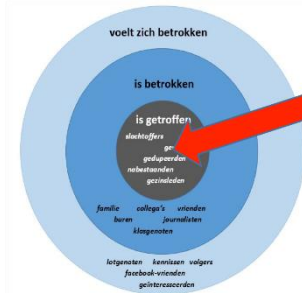 voelt zich betrokken
is betrokken
is getroffen
slachtoffers
ge
gedupeerden
nabestaanden
gezinsleden
familie collega's vrienden
buren journalisten
klasgenoten
lotgenoten kennissen volgers
facebook-vrienden
geïnteresseerden